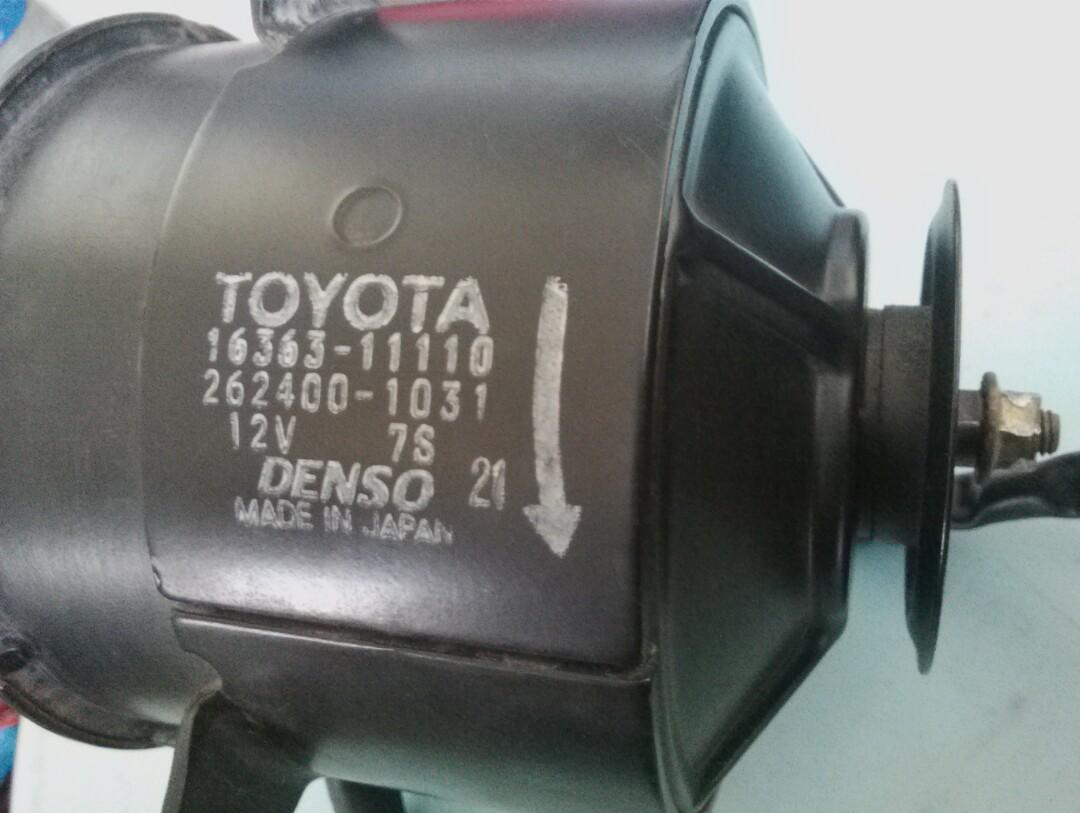 TOYOTA
16363-11110
262400-1031
12V 7S
DENSO 21
MADE IN JAPAN